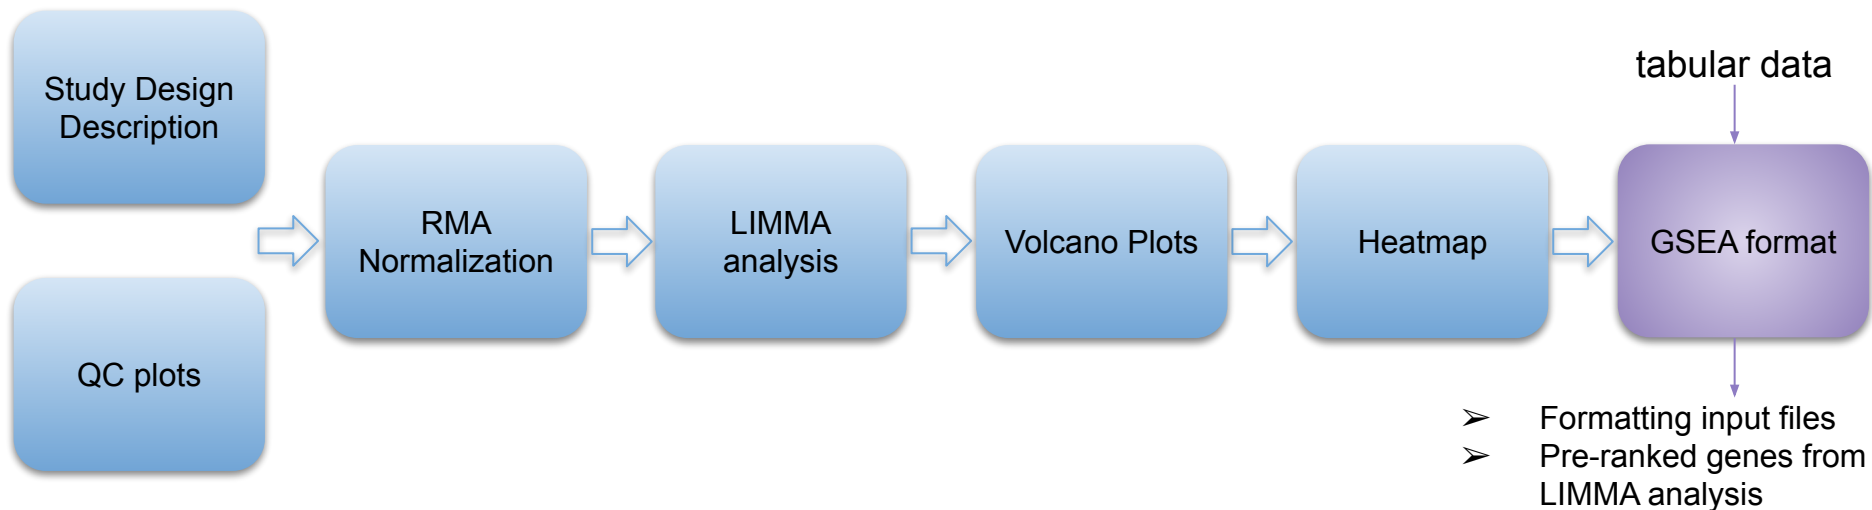 Study Design
Description
QC plots
RMA
Normalization
LIMMA
analysis
Volcano Plots
Heatmap
tabular data
GSEA format
➢ Formatting input files
➢ Pre-ranked genes from
LIMMA analysis